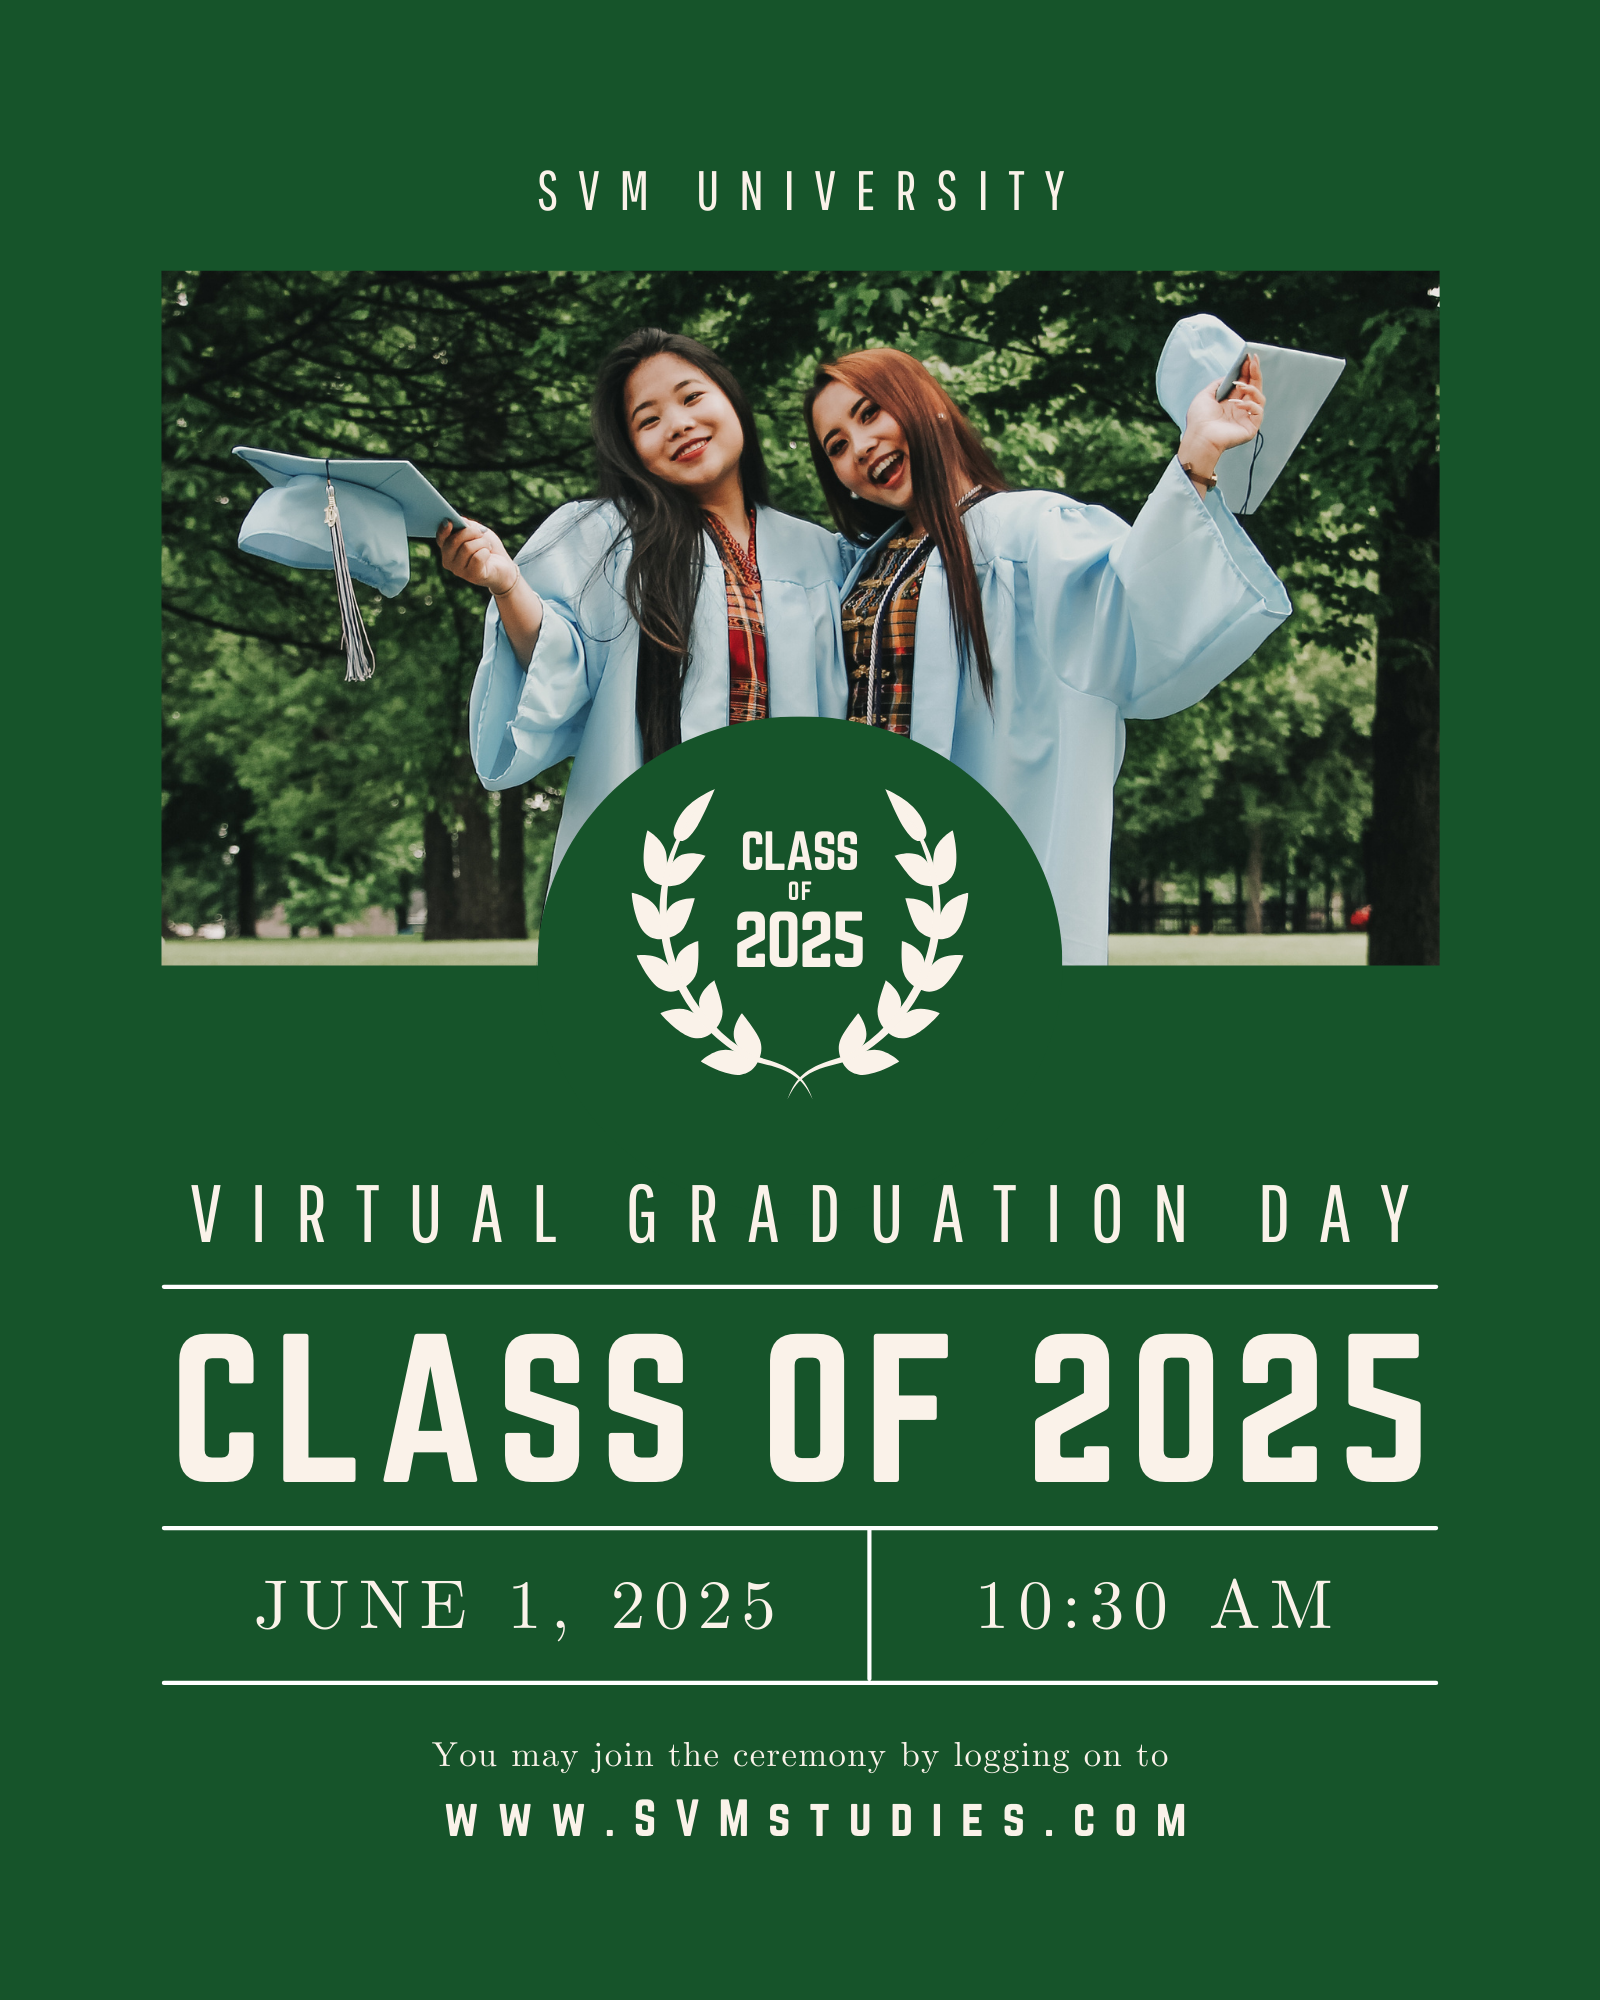 SVM UNIVERSITY
CLASS
OF
2025
VIRTUAL GRADUATION DAY
CLASS OF 2025
JUNE 1, 2025
10:30 AM
You may join the ceremony by logging on to
WWW.SVMSTUDIES.COM